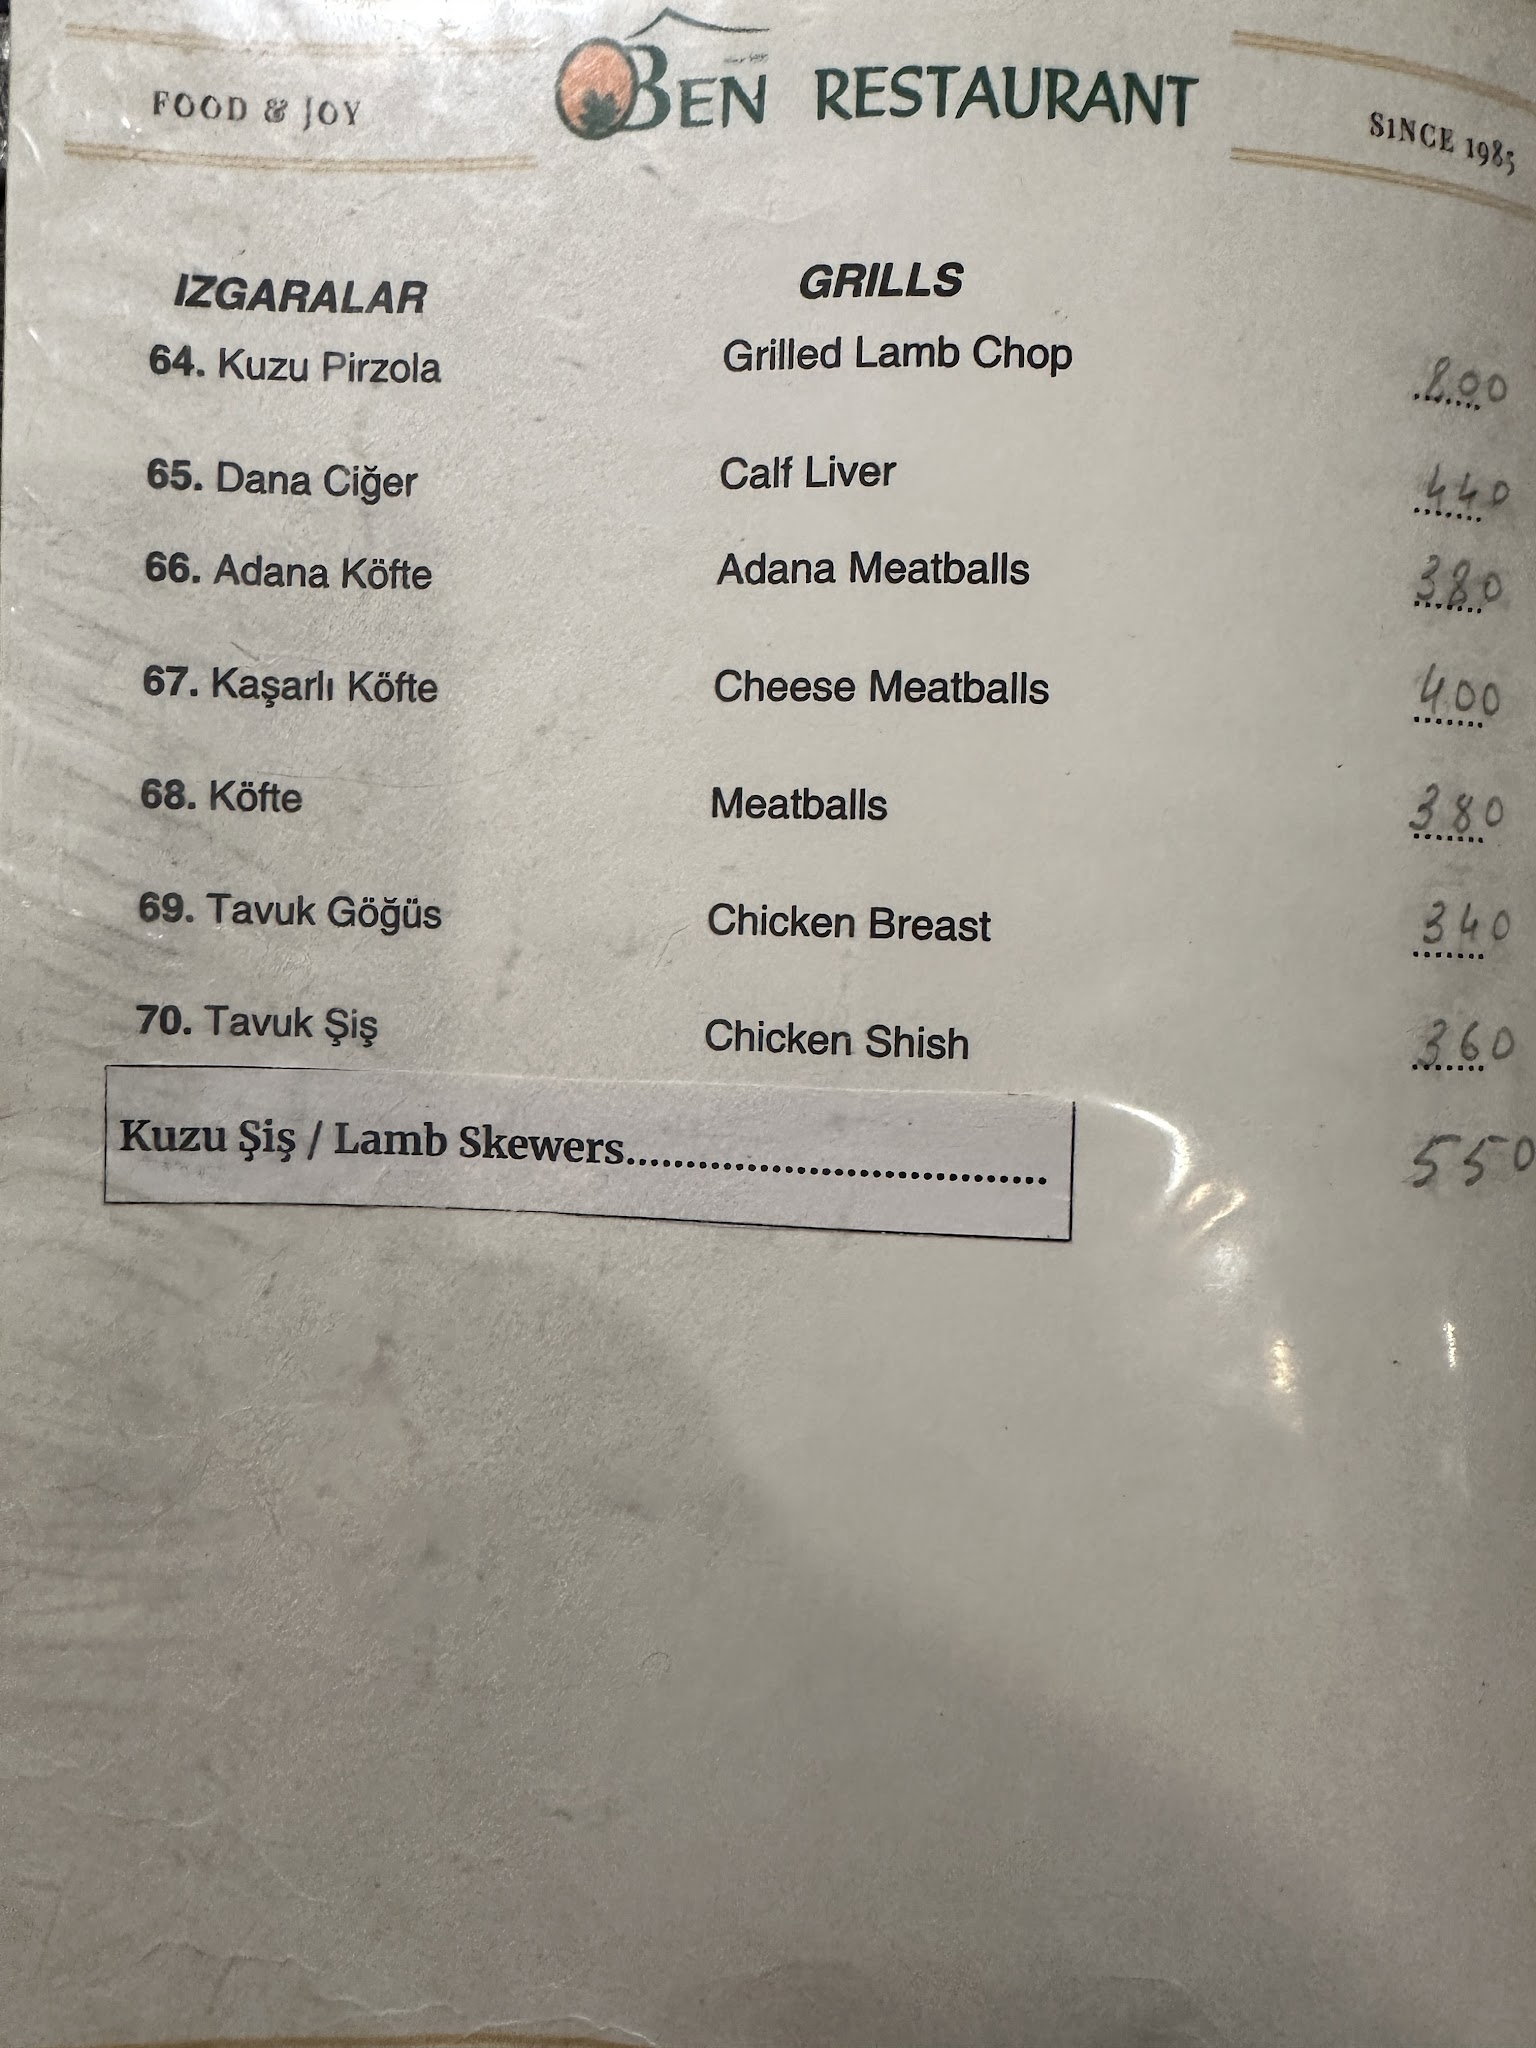 FOOD & JOY
BEN RESTAURANT
SINCE 1985
IZGARALAR GRILLS
64. Kuzu Pirzola Grilled Lamb Chop 800
65. Dana Ciğer Calf Liver 440
66. Adana Köfte Adana Meatballs 380
67. Kaşarlı Köfte Cheese Meatballs 400
68. Köfte Meatballs 380
69. Tavuk Göğüs Chicken Breast 340
70. Tavuk Şiş Chicken Shish 360
Kuzu Şiş / Lamb Skewers.................................. 550